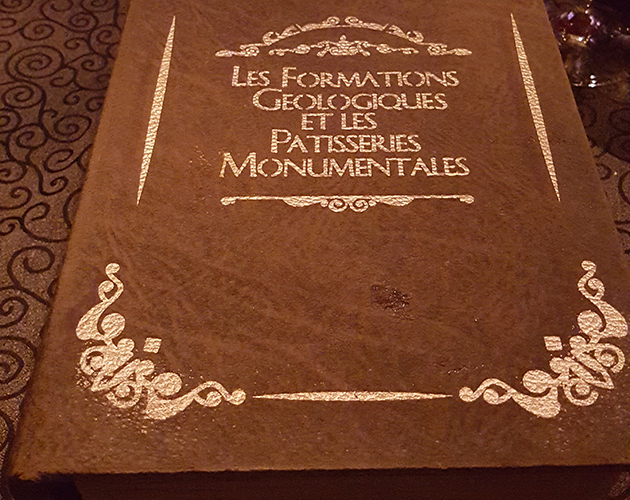 Les Formations
Geologiques
et les
Patisseries
Monumentales